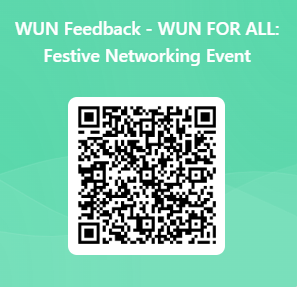 WUN Feedback - WUN FOR ALL:
Festive Networking Event